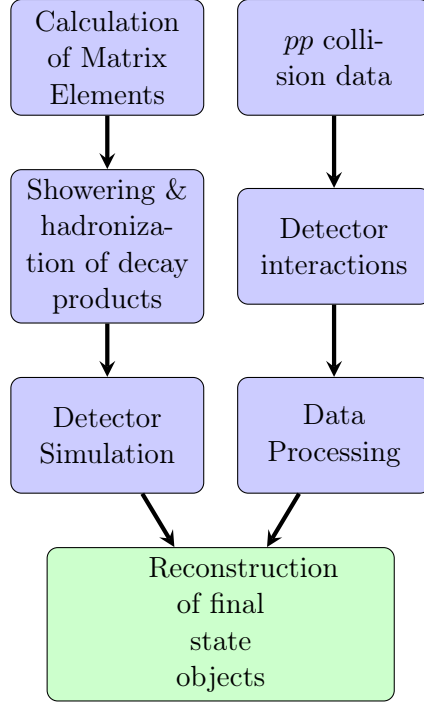 Calculation
of Matrix
Elements
pp colli-
sion data
Showering &
hadroniza-
tion of decay
products
Detector
interactions
Detector
Simulation
Data
Processing
Reconstruction
of final
state
objects